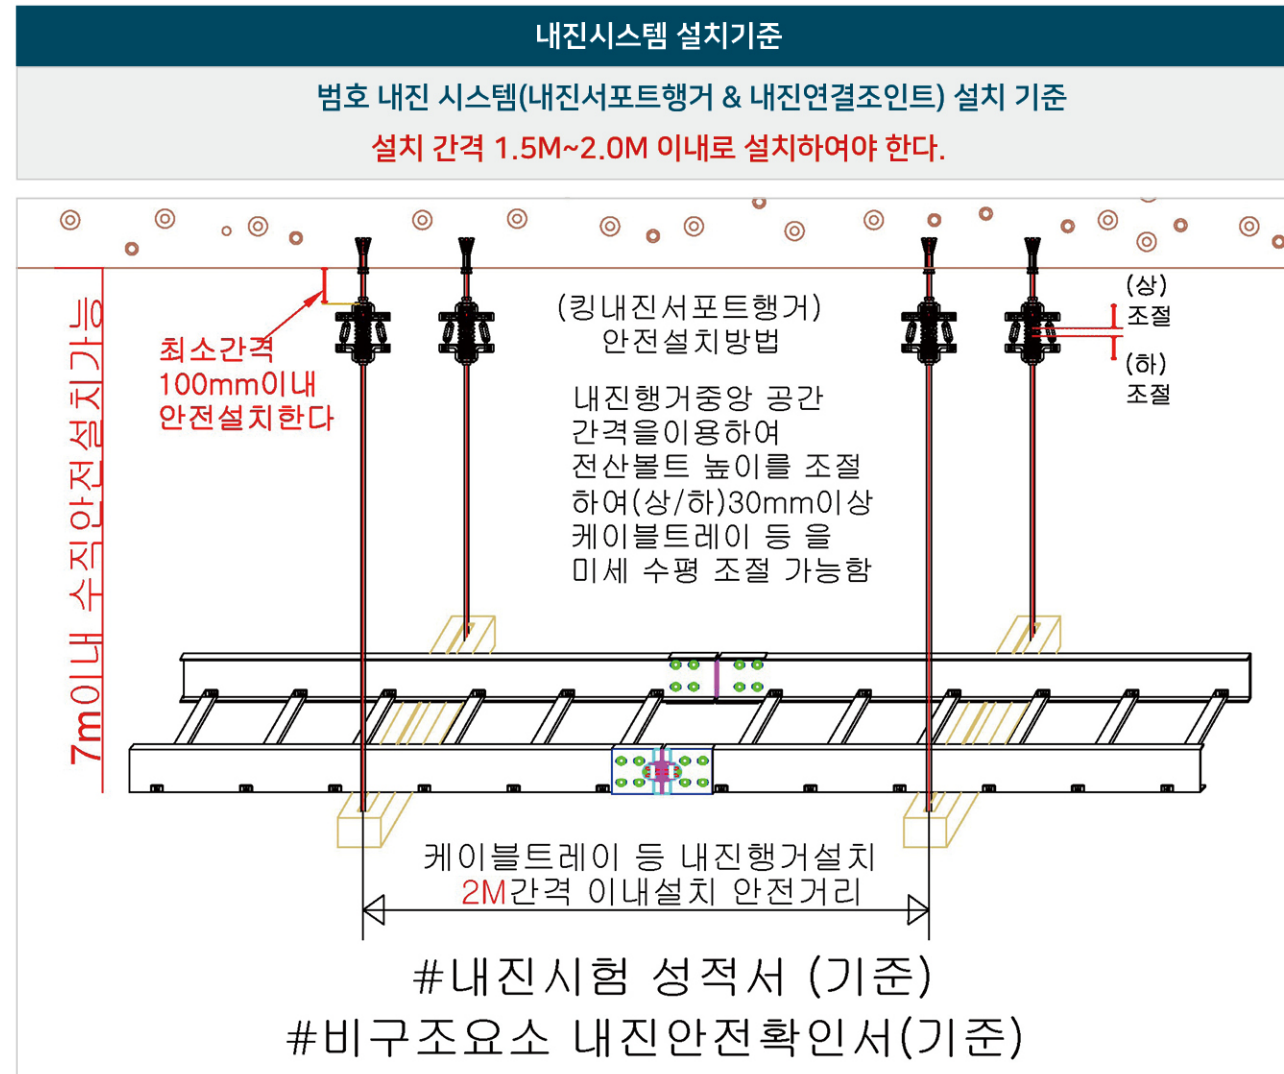 내진시스템 설치기준
범호 내진 시스템(내진서포트행거 & 내진연결조인트) 설치 기준
설치 간격 1.5M~2.0M 이내로 설치하여야 한다.
7m이내 수직안전설치가능
최소간격
100mm이내
안전설치한다
(킹내진서포트행거)
안전설치방법
내진행거중앙 공간
간격을이용하여
전산볼트 높이를 조절
하여(상/하)30mm이상
케이블트레이 등 을
미세 수평 조절 가능함
(상)
조절
(하)
조절
케이블트레이 등 내진행거설치
2M간격 이내설치 안전거리
#내진시험 성적서 (기준)
#비구조요소 내진안전확인서(기준)